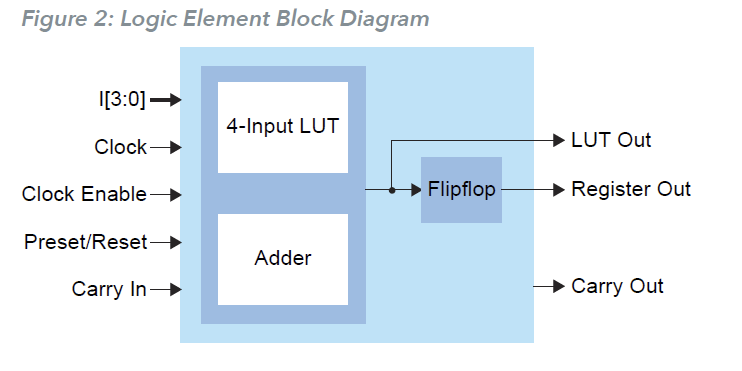 Figure 2: Logic Element Block Diagram
I[3:0]
4-Input LUT
Clock
LUT Out
Clock Enable
Flipflop
Register Out
Preset/Reset
Adder
Carry In
Carry Out